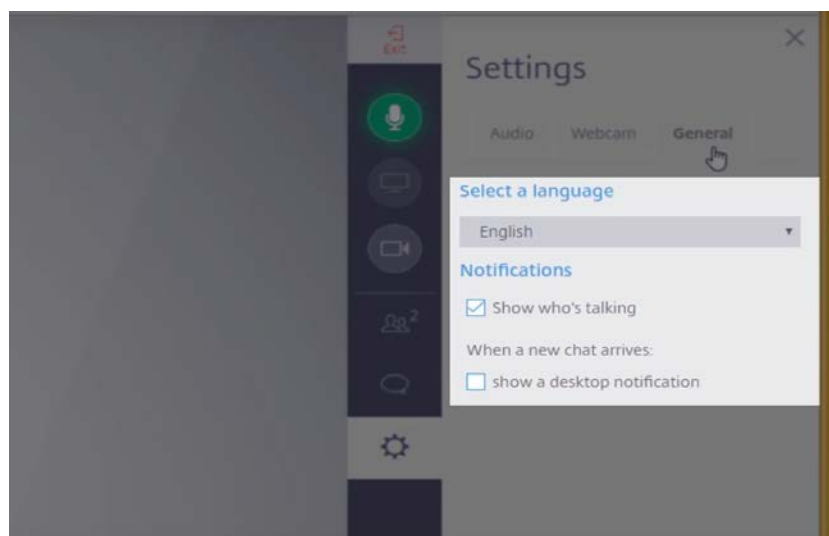 Exit
Settings
Audio Webcam General
Select a language
English
Notifications
2
Show who's talking
When a new chat arrives:
show a desktop notification